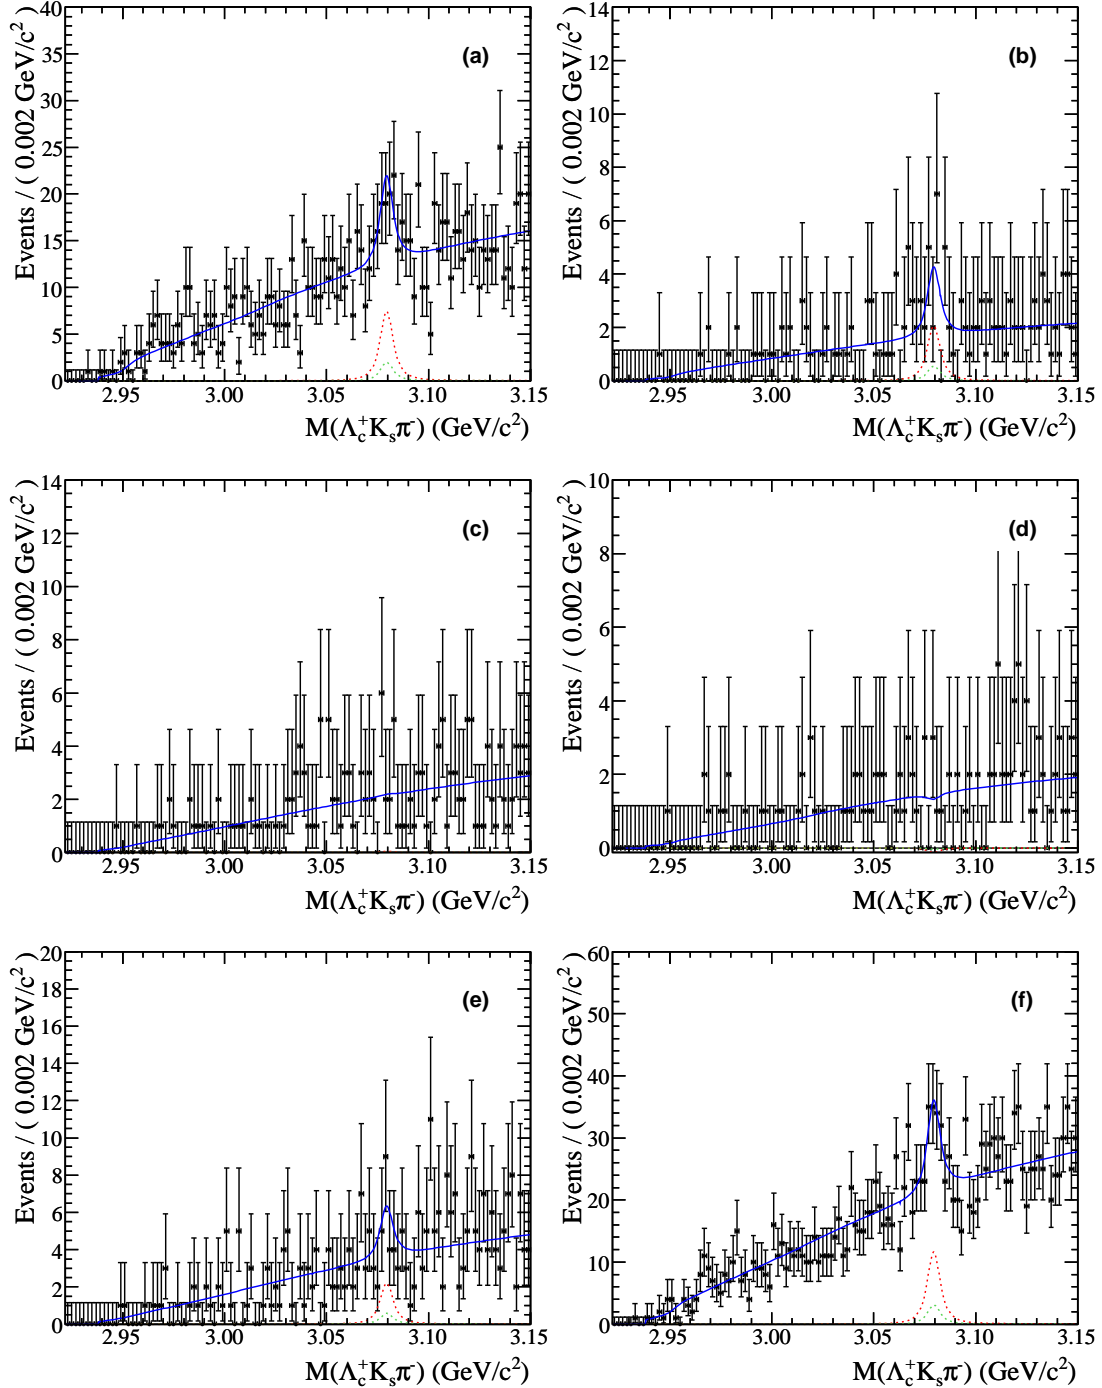 40
35
30
25
20
15
10
5
0
Events / ( 0.002 GeV/c² )
(a)
2.95 3.00 3.05 3.10 3.15
M(Λc⁺Ksπ⁻) (GeV/c²)
14
12
10
8
6
4
2
0
Events / ( 0.002 GeV/c² )
(b)
2.95 3.00 3.05 3.10 3.15
M(Λc⁺Ksπ⁻) (GeV/c²)
14
12
10
8
6
4
2
0
Events / ( 0.002 GeV/c² )
(c)
2.95 3.00 3.05 3.10 3.15
M(Λc⁺Ksπ⁻) (GeV/c²)
10
8
6
4
2
0
Events / ( 0.002 GeV/c² )
(d)
2.95 3.00 3.05 3.10 3.15
M(Λc⁺Ksπ⁻) (GeV/c²)
20
18
16
14
12
10
8
6
4
2
0
Events / ( 0.002 GeV/c² )
(e)
2.95 3.00 3.05 3.10 3.15
M(Λc⁺Ksπ⁻) (GeV/c²)
60
50
40
30
20
10
0
Events / ( 0.002 GeV/c² )
(f)
2.95 3.00 3.05 3.10 3.15
M(Λc⁺Ksπ⁻) (GeV/c²)